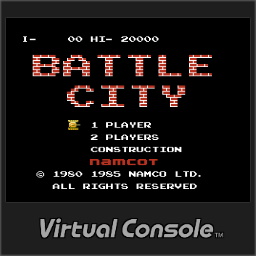 I-    00 HI- 20000
BATTLE
CITY
1 PLAYER
2 PLAYERS
CONSTRUCTION
namcot
© 1980 1985 NAMCO LTD.
ALL RIGHTS RESERVED
Virtual Console™